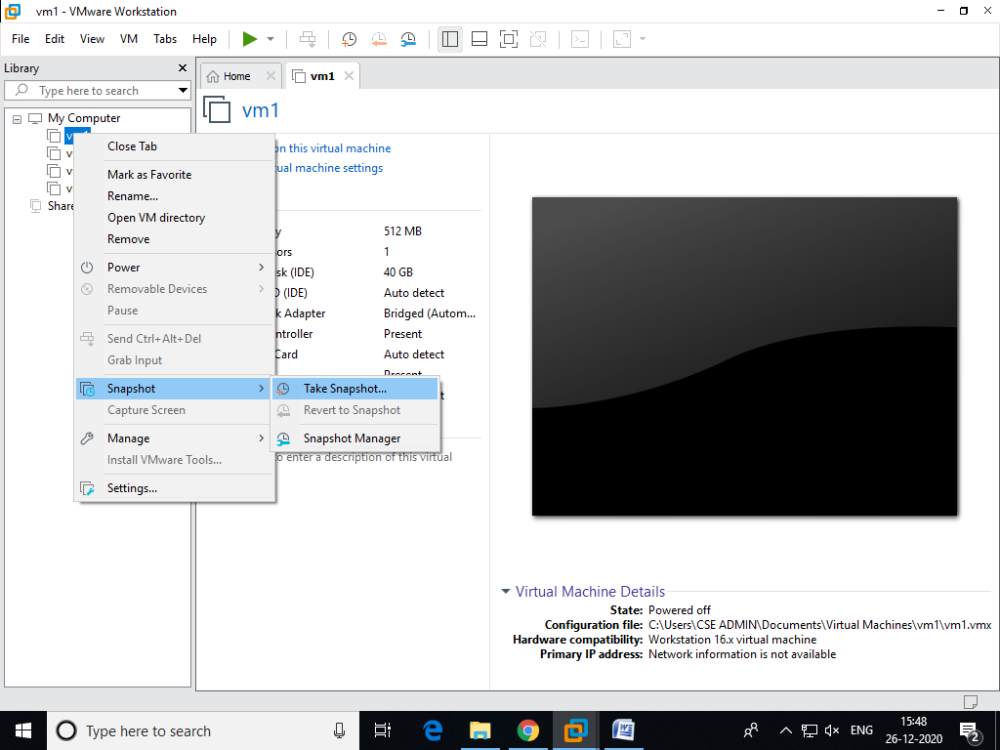 vm1 - VMware Workstation
File Edit View VM Tabs Help
Library
Type here to search
Home
vm1
My Computer
Share
vm1
on this virtual machine
tual machine settings
Close Tab
Mark as Favorite
Rename...
Open VM directory
Remove
Power
Removable Devices
Pause
Send Ctrl+Alt+Del
Grab Input
Snapshot
Capture Screen
Manage
Install VMware Tools...
Settings...
Take Snapshot...
Revert to Snapshot
Snapshot Manager
y 512 MB
ors 1
sk (IDE) 40 GB
D (IDE) Auto detect
k Adapter Bridged (Autom...
ntroller Present
Card Auto detect
Present
to enter a description of this virtual
Virtual Machine Details
State: Powered off
Configuration file: C:\Users\CSE ADMIN\Documents\Virtual Machines\vm1\vm1.vmx
Hardware compatibility: Workstation 16.x virtual machine
Primary IP address: Network information is not available
Type here to search
ENG
15:48
26-12-2020
2